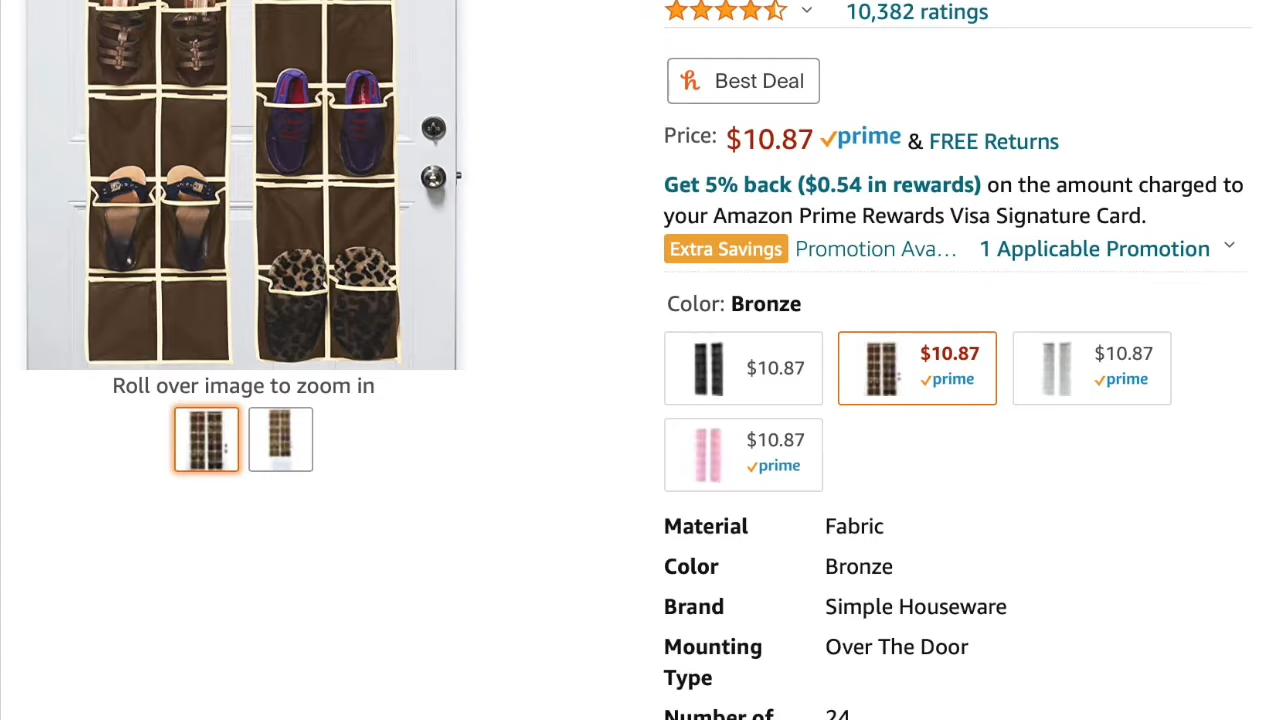 10,382 ratings
Best Deal
Price: $10.87 prime & FREE Returns
Get 5% back ($0.54 in rewards) on the amount charged to
your Amazon Prime Rewards Visa Signature Card.
Extra Savings Promotion Ava... 1 Applicable Promotion
Color: Bronze
$10.87
$10.87
prime
$10.87
prime
$10.87
prime
Roll over image to zoom in
Material Fabric
Color Bronze
Brand Simple Houseware
Mounting Over The Door
Type
Number of 24